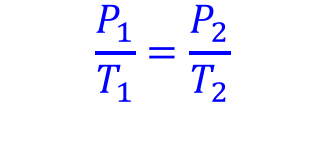 P₁/T₁ = P₂/T₂